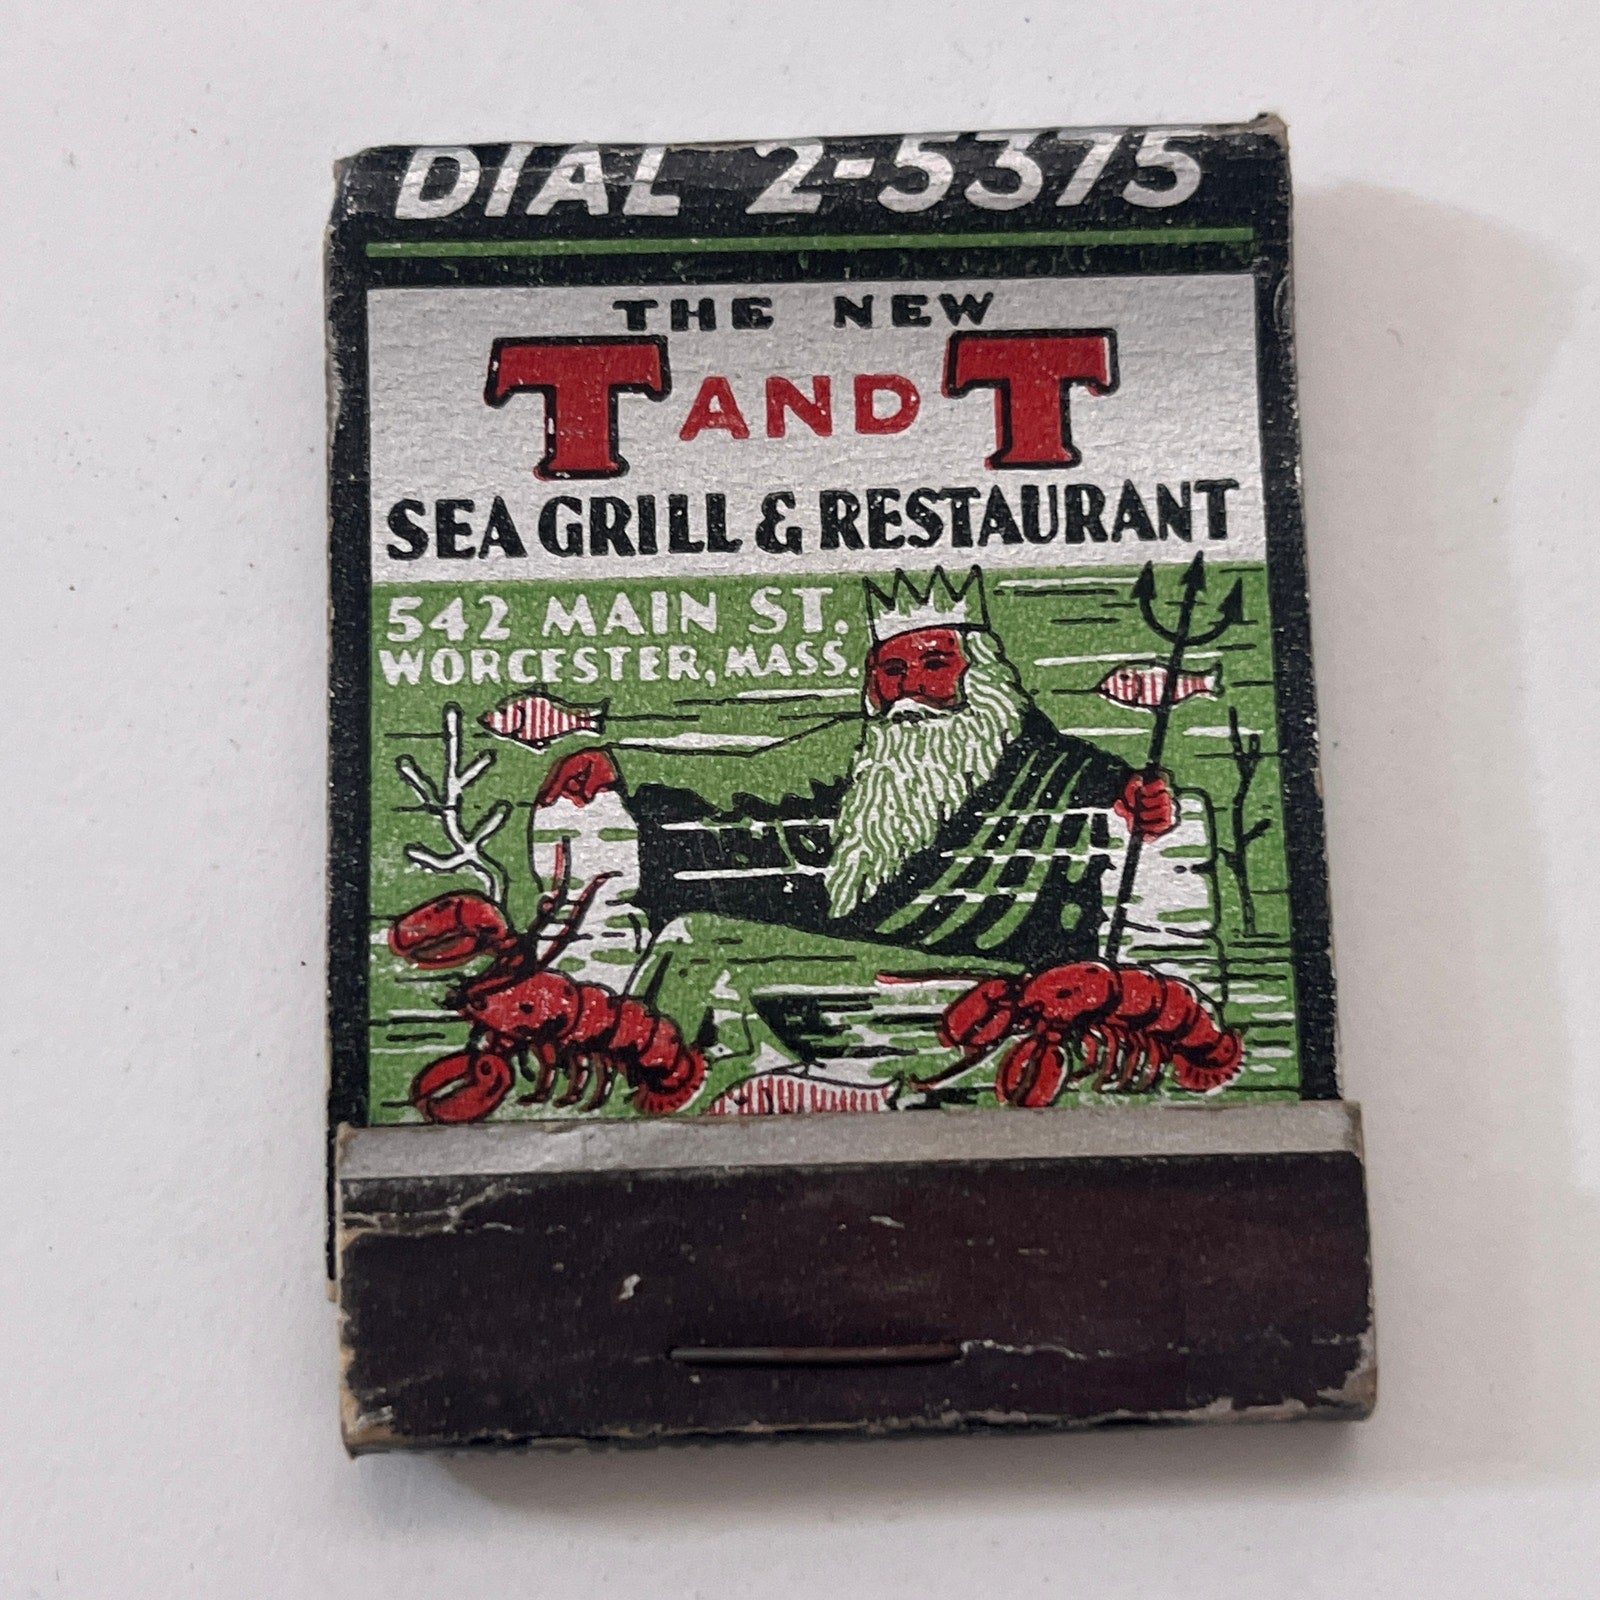 DIAL 2-5375
THE NEW
T AND T
SEA GRILL & RESTAURANT
542 MAIN ST.
WORCESTER, MASS.